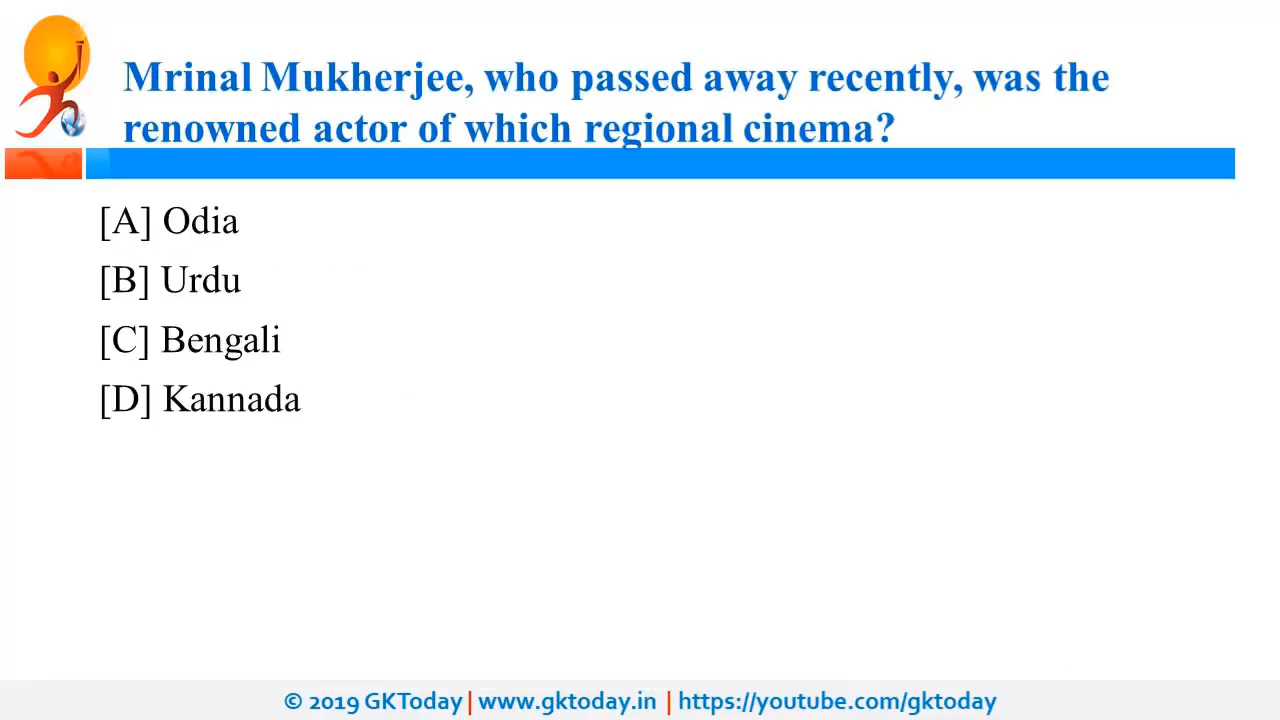 Mrinal Mukherjee, who passed away recently, was the
renowned actor of which regional cinema?
[A] Odia
[B] Urdu
[C] Bengali
[D] Kannada
© 2019 GKToday | www.gktoday.in | https://youtube.com/gktoday